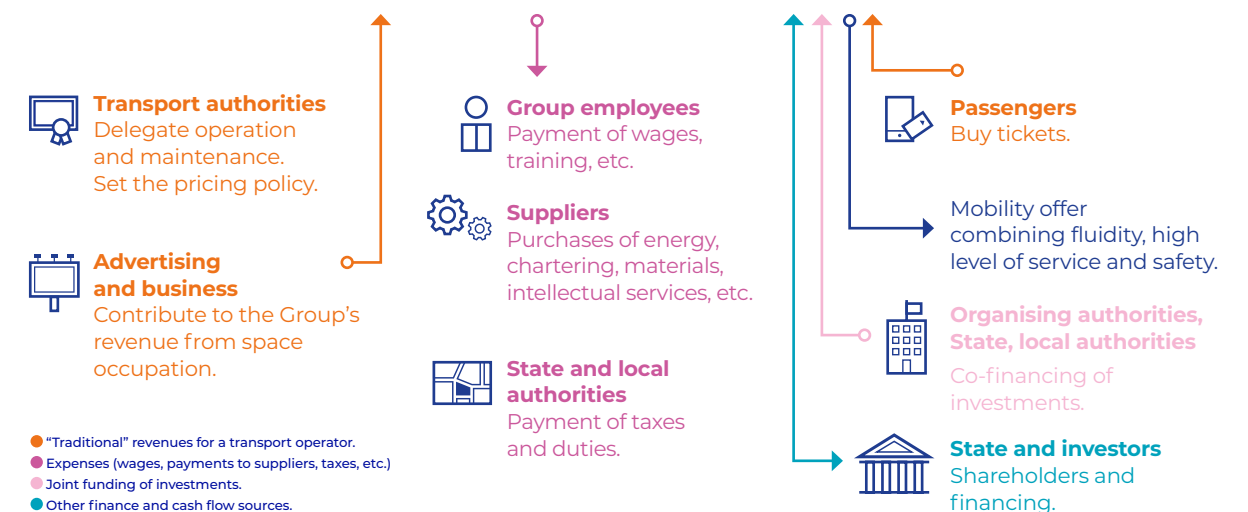 Transport authorities
Delegate operation
and maintenance.
Set the pricing policy.
Advertising
and business
Contribute to the Group’s
revenue from space
occupation.
Group employees
Payment of wages,
training, etc.
Suppliers
Purchases of energy,
chartering, materials,
intellectual services, etc.
State and local
authorities
Payment of taxes
and duties.
Passengers
Buy tickets.
Mobility offer
combining fluidity, high
level of service and safety.
Organising authorities,
State, local authorities
Co-financing of
investments.
State and investors
Shareholders and
financing.
“Traditional” revenues for a transport operator.
Expenses (wages, payments to suppliers, taxes, etc.)
Joint funding of investments.
Other finance and cash flow sources.